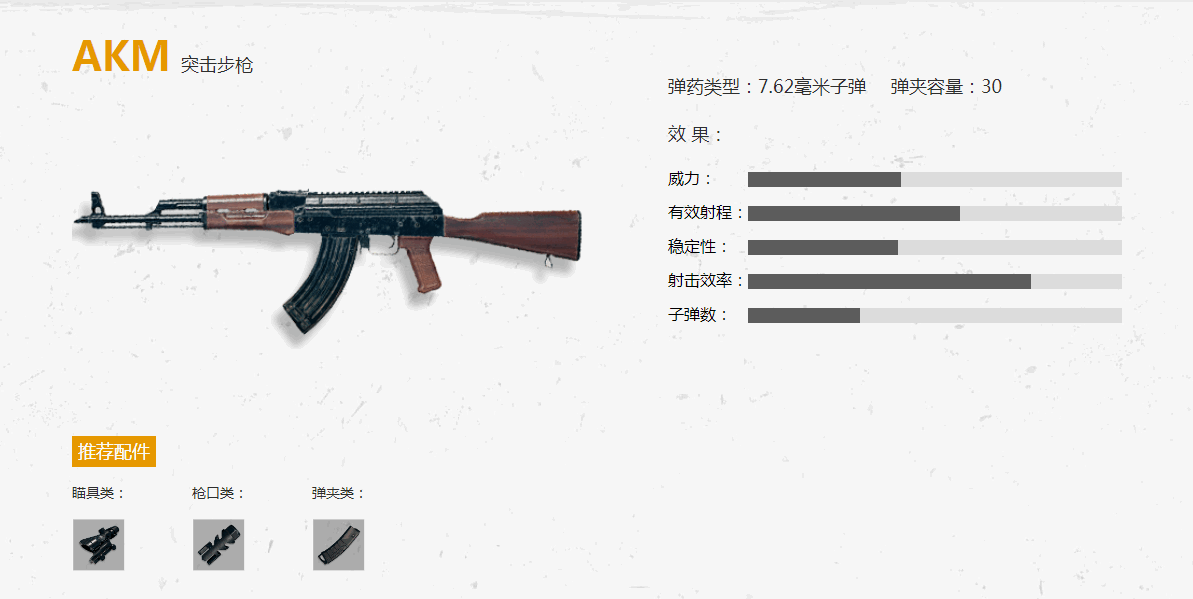 AKM 突击步枪
弹药类型：7.62毫米子弹 弹夹容量：30
效 果：
威力：
有效射程：
稳定性：
射击效率：
子弹数：
推荐配件
瞄具类： 枪口类： 弹夹类：